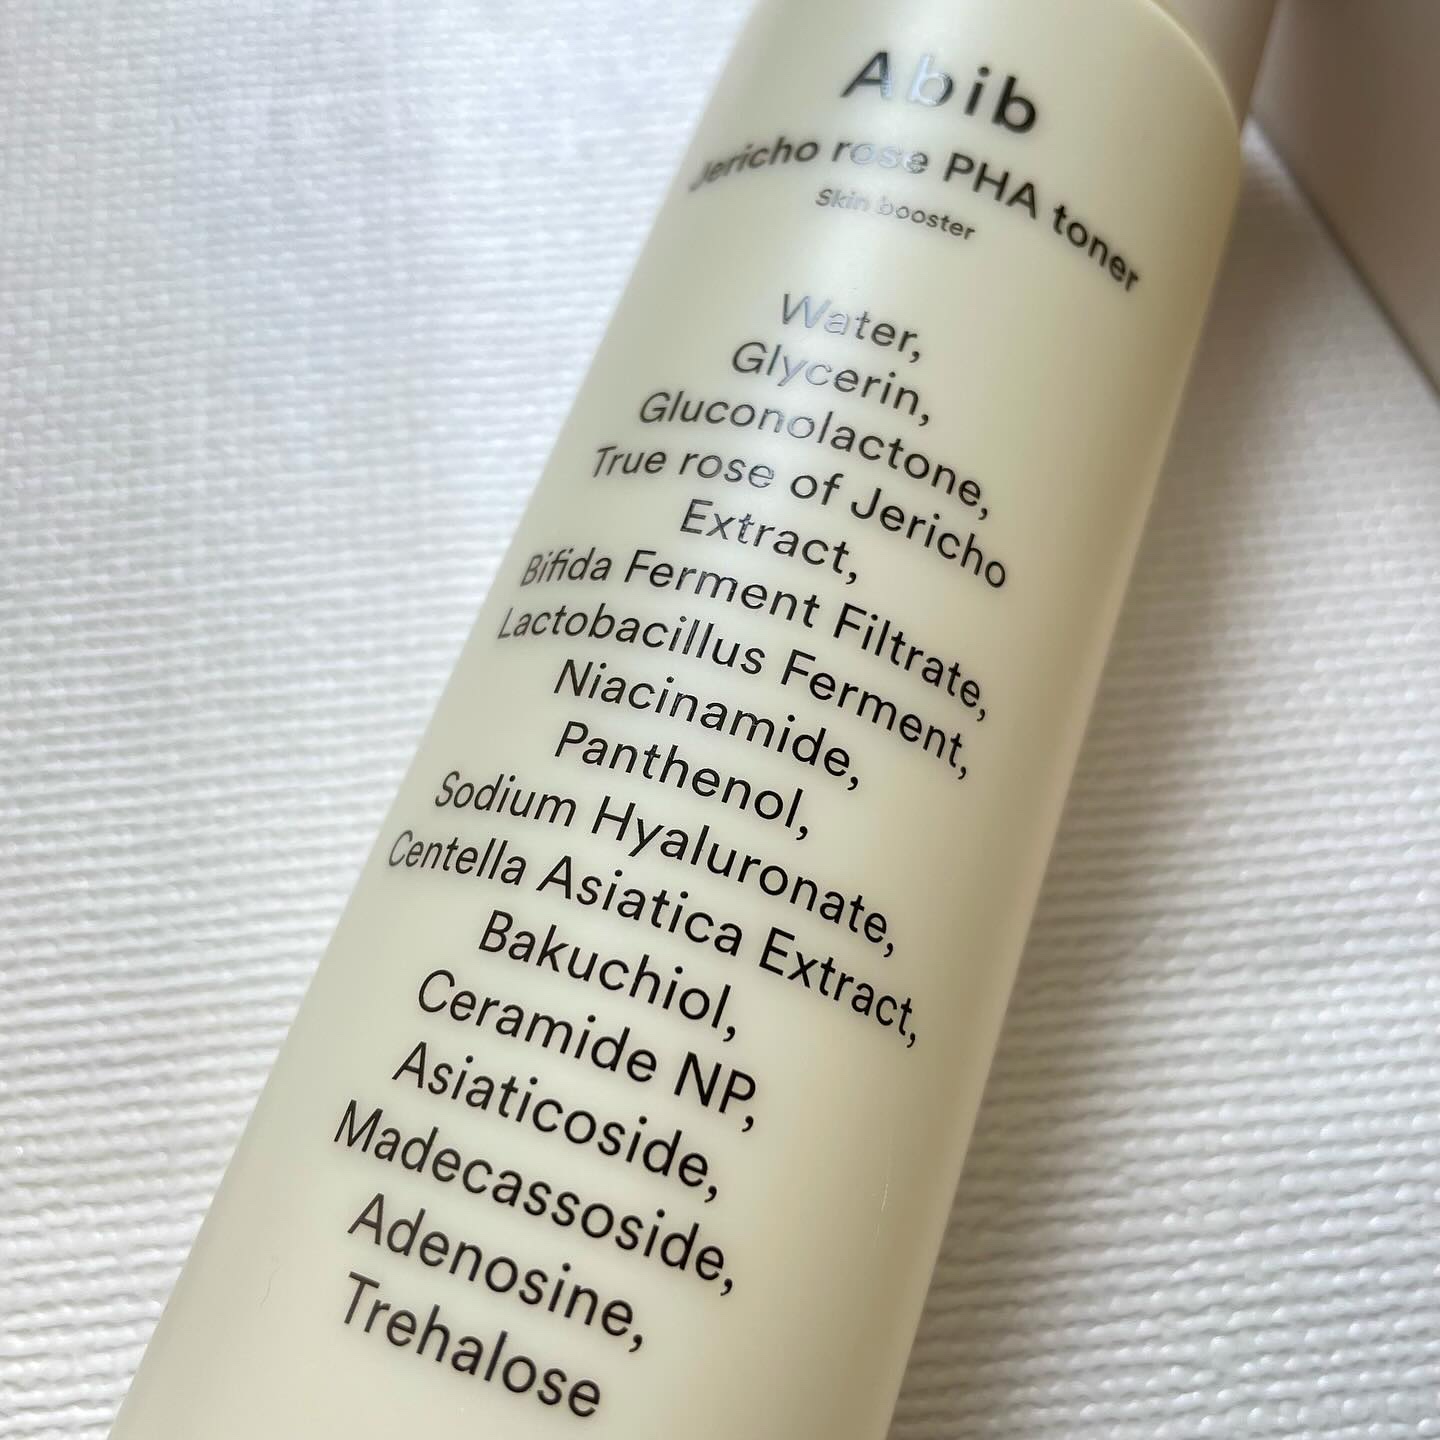 Abib
Jericho rose PHA toner
Skin booster
Water,
Glycerin,
Gluconolactone,
True rose of Jericho
Extract,
Bifida Ferment Filtrate,
Lactobacillus Ferment,
Niacinamide,
Panthenol,
Sodium Hyaluronate,
Centella Asiatica Extract,
Bakuchiol,
Ceramide NP,
Asiaticoside,
Madecassoside,
Adenosine,
Trehalose